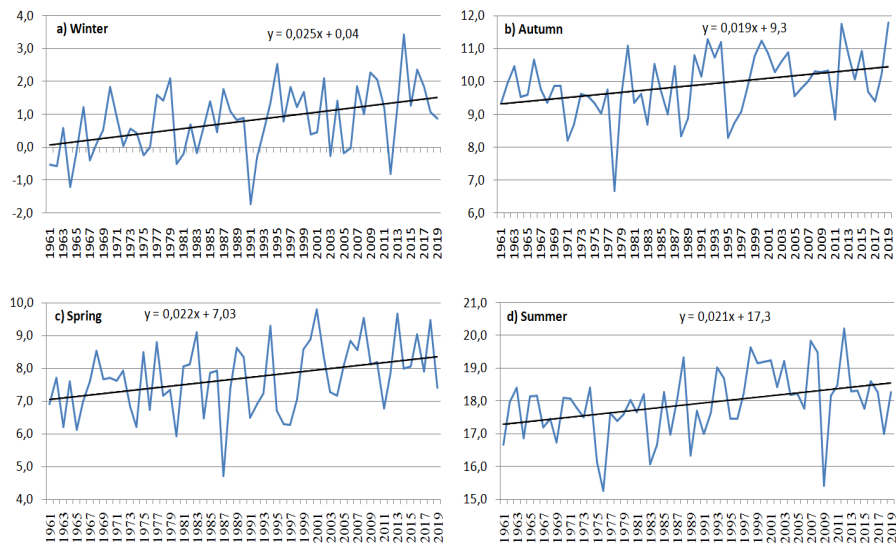 a) Winter
y = 0,025x + 0,04
4,0
3,0
2,0
1,0
0,0
-1,0
-2,0
1961 1963 1965 1967 1969 1971 1973 1975 1977 1979 1981 1983 1985 1987 1989 1991 1993 1995 1997 1999 2001 2003 2005 2007 2009 2011 2013 2015 2017 2019
b) Autumn
y = 0,019x + 9,3
12,0
11,0
10,0
9,0
8,0
7,0
6,0
1961 1963 1965 1967 1969 1971 1973 1975 1977 1979 1981 1983 1985 1987 1989 1991 1993 1995 1997 1999 2001 2003 2005 2007 2009 2011 2013 2015 2017 2019
c) Spring
y = 0,022x + 7,03
10,0
9,0
8,0
7,0
6,0
5,0
4,0
1961 1963 1965 1967 1969 1971 1973 1975 1977 1979 1981 1983 1985 1987 1989 1991 1993 1995 1997 1999 2001 2003 2005 2007 2009 2011 2013 2015 2017 2019
d) Summer
y = 0,021x + 17,3
21,0
20,0
19,0
18,0
17,0
16,0
15,0
1961 1963 1965 1967 1969 1971 1973 1975 1977 1979 1981 1983 1985 1987 1989 1991 1993 1995 1997 1999 2001 2003 2005 2007 2009 2011 2013 2015 2017 2019